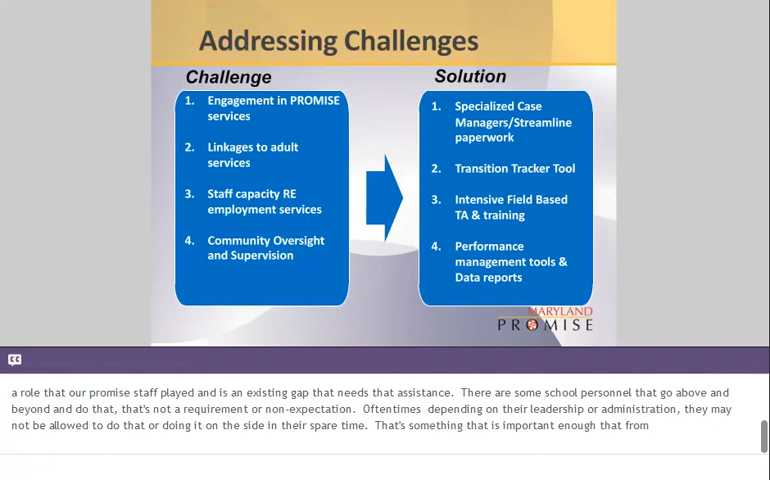 Addressing Challenges
Challenge
Solution
1. Engagement in PROMISE
services
2. Linkages to adult
services
3. Staff capacity RE
employment services
4. Community Oversight
and Supervision
1. Specialized Case
Managers/Streamline
paperwork
2. Transition Tracker Tool
3. Intensive Field Based
TA & training
4. Performance
management tools &
Data reports
MARYLAND
PROMISE
CC
a role that our promise staff played and is an existing gap that needs that assistance. There are some school personnel that go above and
beyond and do that, that's not a requirement or non-expectation. Oftentimes depending on their leadership or administration, they may
not be allowed to do that or doing it on the side in their spare time. That's something that is important enough that from